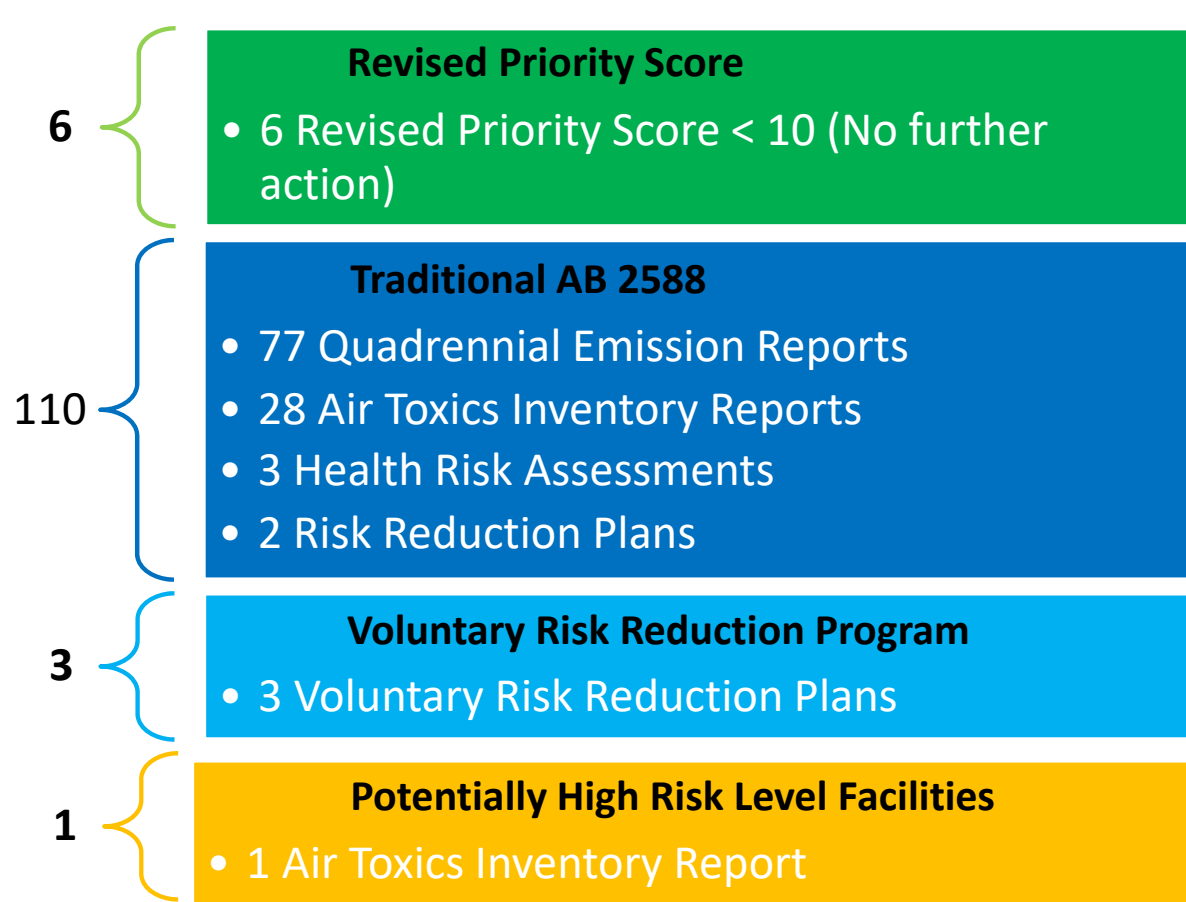 6
Revised Priority Score
• 6 Revised Priority Score < 10 (No further
action)
110
Traditional AB 2588
• 77 Quadrennial Emission Reports
• 28 Air Toxics Inventory Reports
• 3 Health Risk Assessments
• 2 Risk Reduction Plans
3
Voluntary Risk Reduction Program
• 3 Voluntary Risk Reduction Plans
1
Potentially High Risk Level Facilities
• 1 Air Toxics Inventory Report